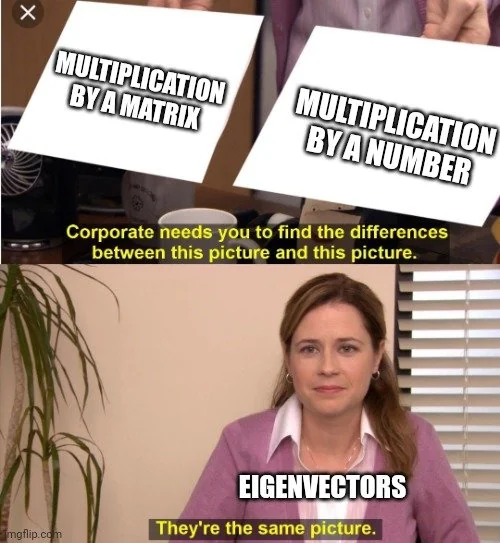 MULTIPLICATION
BY A MATRIX
MULTIPLICATION
BY A NUMBER
Corporate needs you to find the differences
between this picture and this picture.
EIGENVECTORS
They're the same picture.
imgflip.com